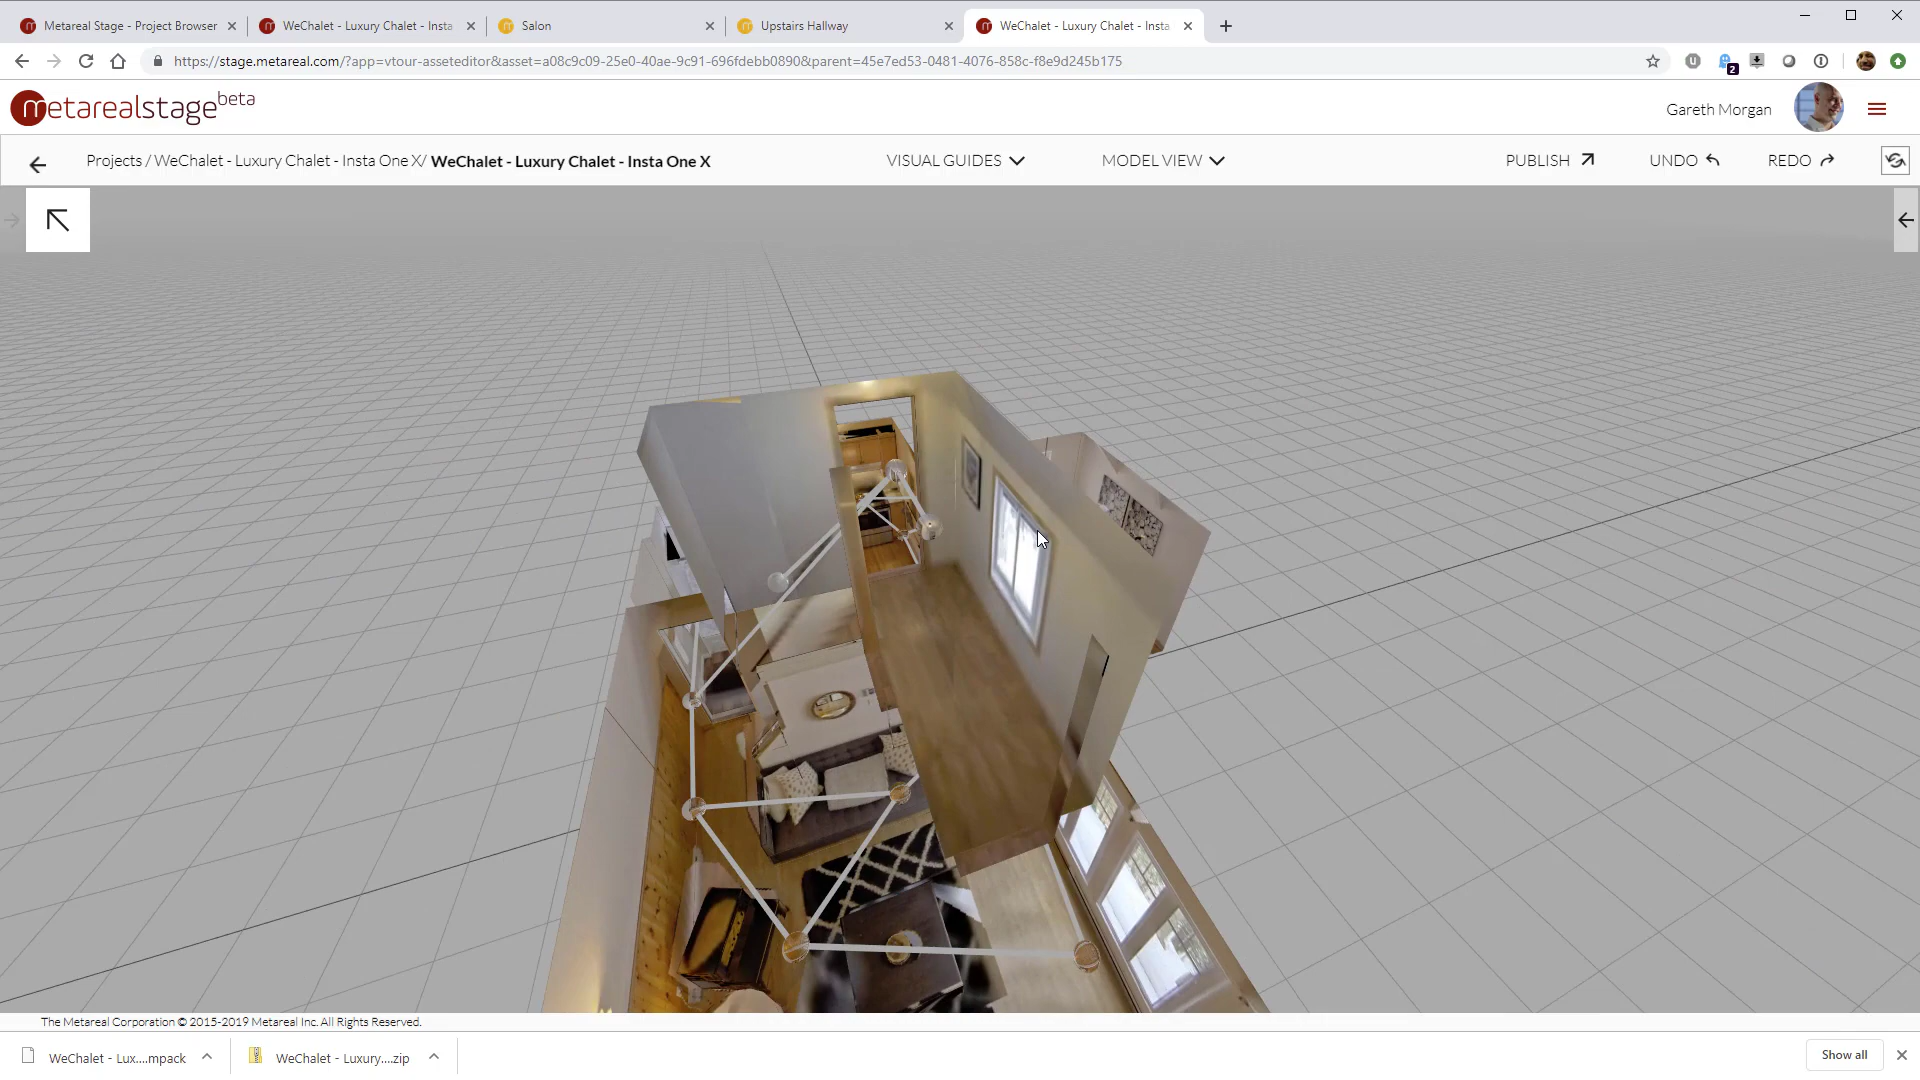 Metareal Stage - Project Browser
WeChalet - Luxury Chalet - Insta
Salon
Upstairs Hallway
WeChalet - Luxury Chalet - Insta
https://stage.metareal.com/?app=vtour-asseteditor&asset=a08c9c09-25e0-40ae-9c91-696fdebb0890&parent=45e7ed53-0481-4076-858c-f8e9d245b175
2
metarealstage beta
Gareth Morgan
Projects / WeChalet - Luxury Chalet - Insta One X/ WeChalet - Luxury Chalet - Insta One X
VISUAL GUIDES
MODEL VIEW
PUBLISH
UNDO
REDO
The Metareal Corporation © 2015-2019 Metareal Inc. All Rights Reserved.
WeChalet - Lux....mpack
WeChalet - Luxury....zip
Show all